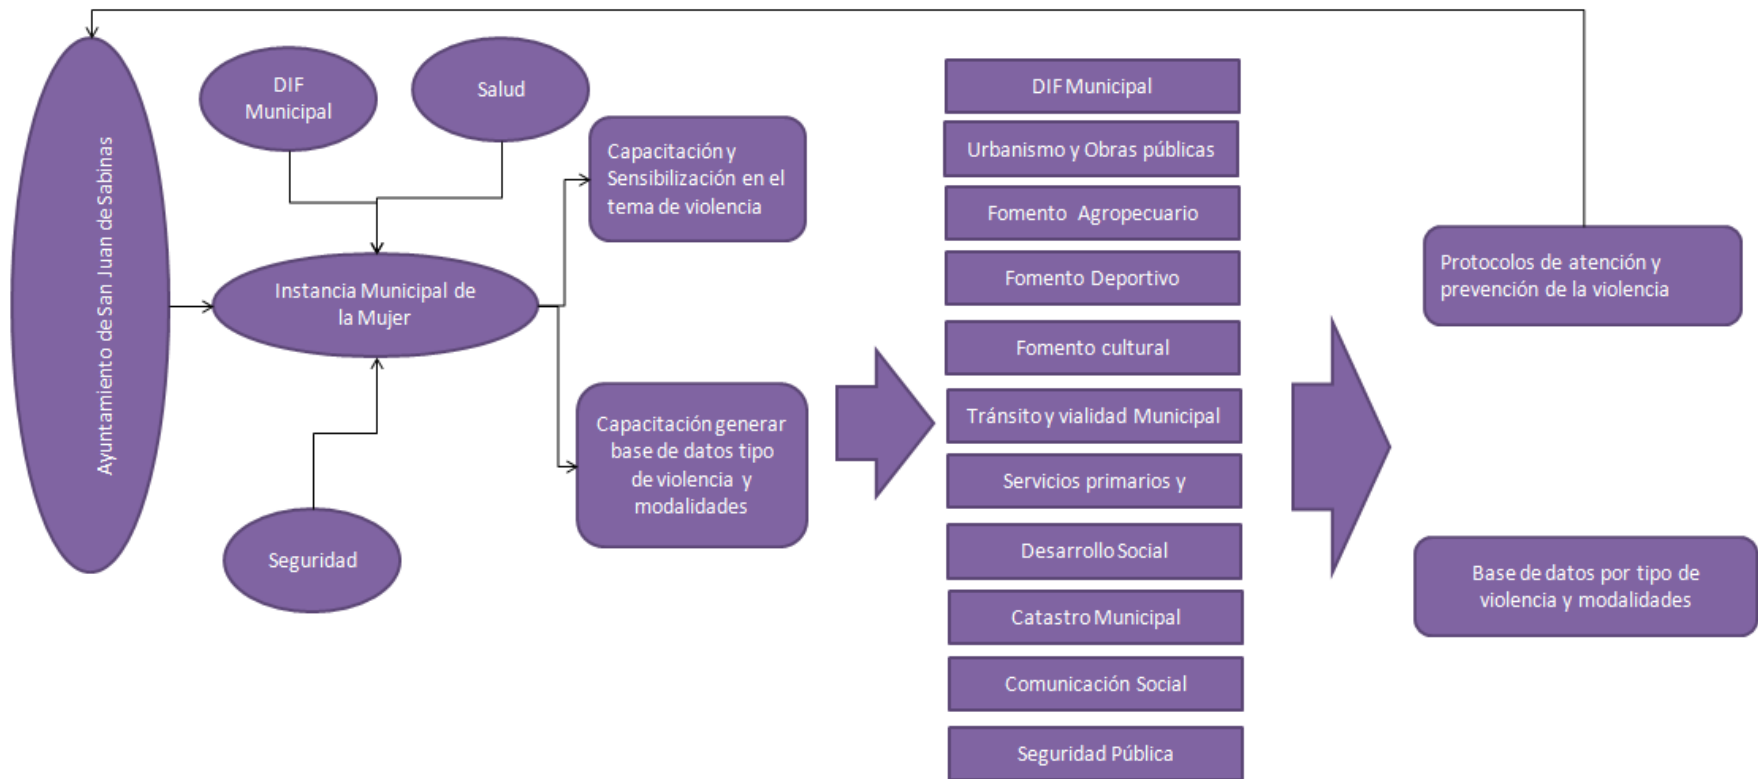 Ayuntamiento de San Juan de Sabinas
DIF
Municipal
Salud
Instancia Municipal de
la Mujer
Seguridad
Capacitación y
Sensibilización en el
tema de violencia
Capacitación generar
base de datos tipo
de violencia y
modalidades
DIF Municipal
Urbanismo y Obras públicas
Fomento Agropecuario
Fomento Deportivo
Fomento cultural
Tránsito y vialidad Municipal
Servicios primarios y
Desarrollo Social
Catastro Municipal
Comunicación Social
Seguridad Pública
Protocolos de atención y
prevención de la violencia
Base de datos por tipo de
violencia y modalidades